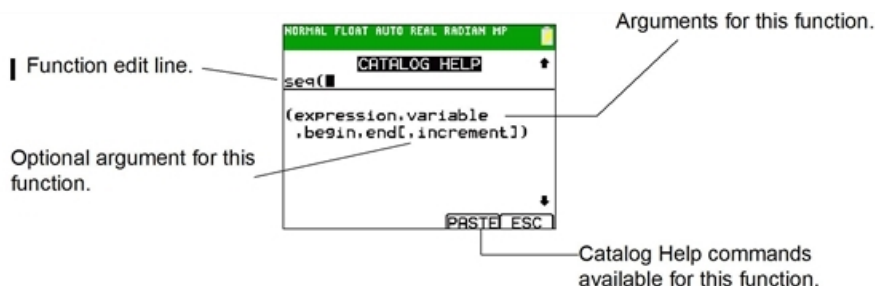 Arguments for this function.
NORMAL FLOAT AUTO REAL RADIAN MP
Function edit line.
CATALOG HELP
seq(
(expression,variable
,begin,end[,increment])
Optional argument for this
function.
PASTE ESC
Catalog Help commands
available for this function.